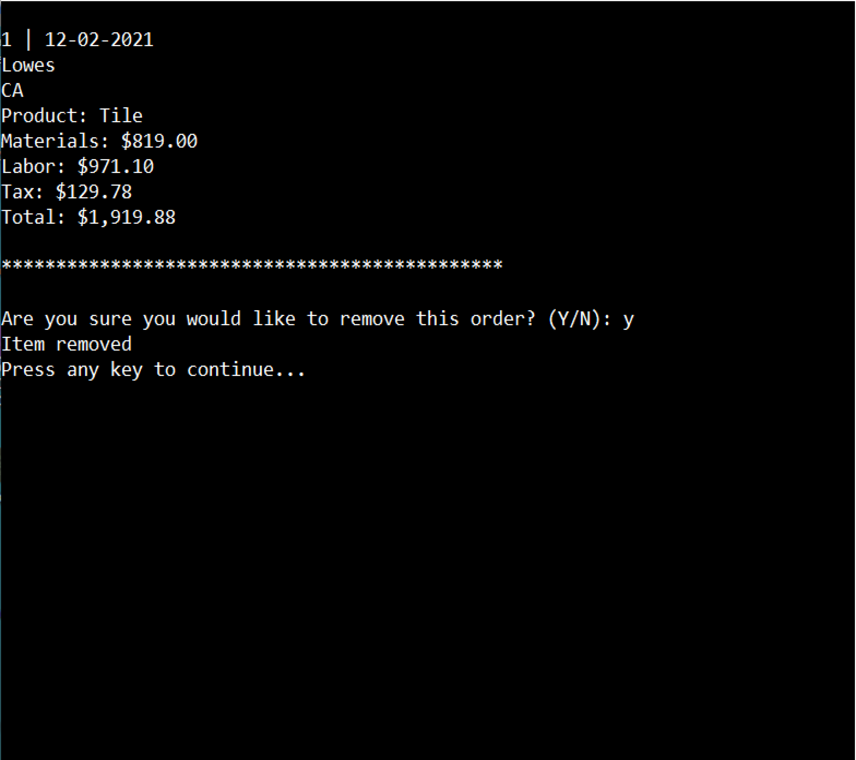 1 | 12-02-2021
Lowes
CA
Product: Tile
Materials: $819.00
Labor: $971.10
Tax: $129.78
Total: $1,919.88
**********************************************
Are you sure you would like to remove this order? (Y/N): y
Item removed
Press any key to continue...